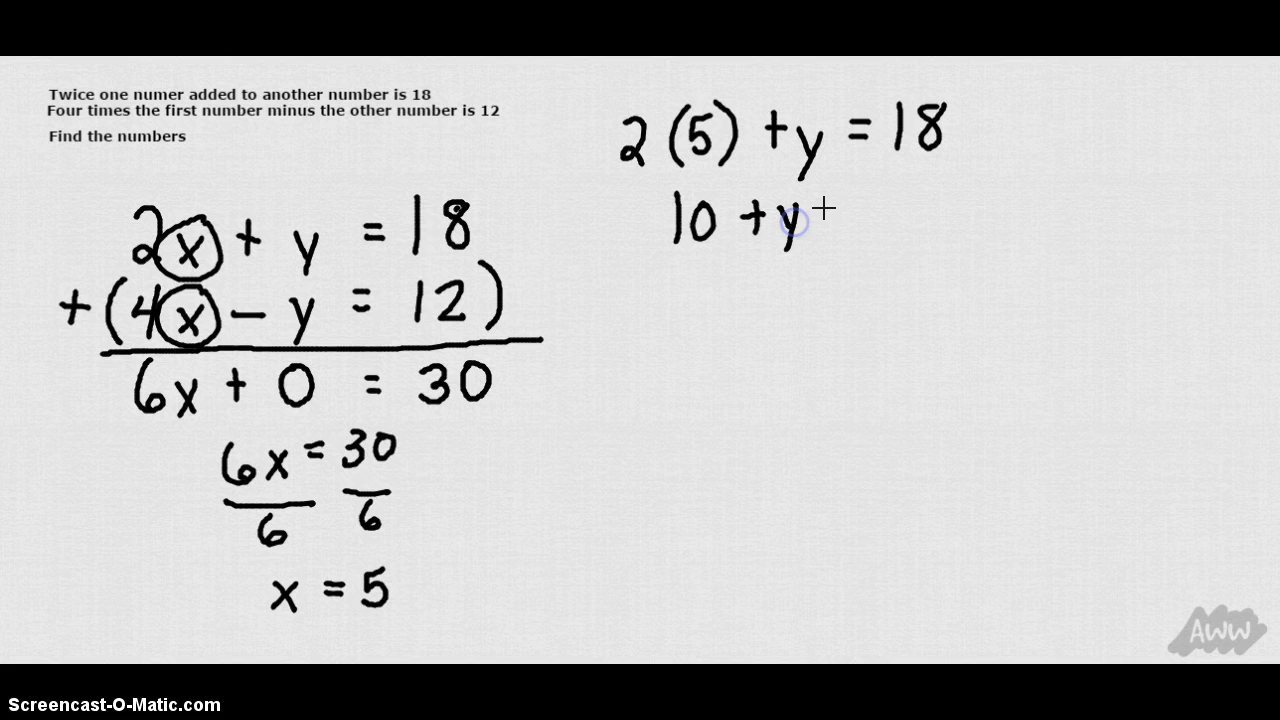 Twice one numer added to another number is 18
Four times the first number minus the other number is 12
Find the numbers
2x + y = 18
+ (4x - y = 12)
6x + 0 = 30
6x = 30
6 6
x = 5
2(5) + y = 18
10 + y
AWW
Screencast-O-Matic.com